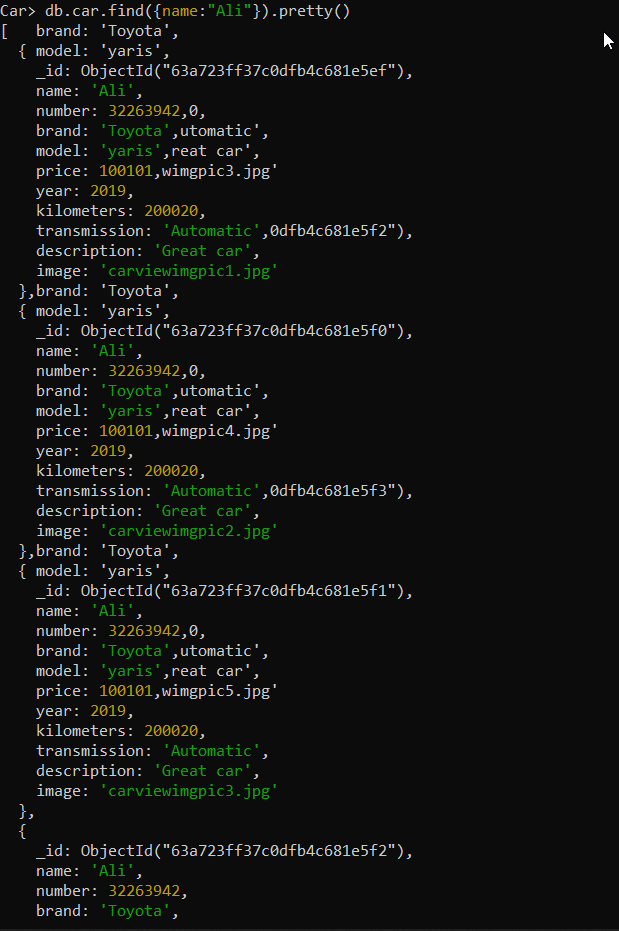 Car> db.car.find({name:"Ali"}).pretty()
[   brand: 'Toyota',
  { model: 'yaris',
    _id: ObjectId("63a723ff37c0dfb4c681e5ef"),
    name: 'Ali',
    number: 32263942,0,
    brand: 'Toyota',utomatic',
    model: 'yaris',reat car',
    price: 100101,wimgpic3.jpg'
    year: 2019,
    kilometers: 200020,
    transmission: 'Automatic',0dfb4c681e5f2"),
    description: 'Great car',
    image: 'carviewimgpic1.jpg'
  },brand: 'Toyota',
  { model: 'yaris',
    _id: ObjectId("63a723ff37c0dfb4c681e5f0"),
    name: 'Ali',
    number: 32263942,0,
    brand: 'Toyota',utomatic',
    model: 'yaris',reat car',
    price: 100101,wimgpic4.jpg'
    year: 2019,
    kilometers: 200020,
    transmission: 'Automatic',0dfb4c681e5f3"),
    description: 'Great car',
    image: 'carviewimgpic2.jpg'
  },brand: 'Toyota',
  { model: 'yaris',
    _id: ObjectId("63a723ff37c0dfb4c681e5f1"),
    name: 'Ali',
    number: 32263942,0,
    brand: 'Toyota',utomatic',
    model: 'yaris',reat car',
    price: 100101,wimgpic5.jpg'
    year: 2019,
    kilometers: 200020,
    transmission: 'Automatic',
    description: 'Great car',
    image: 'carviewimgpic3.jpg'
  },
  {
    _id: ObjectId("63a723ff37c0dfb4c681e5f2"),
    name: 'Ali',
    number: 32263942,
    brand: 'Toyota',